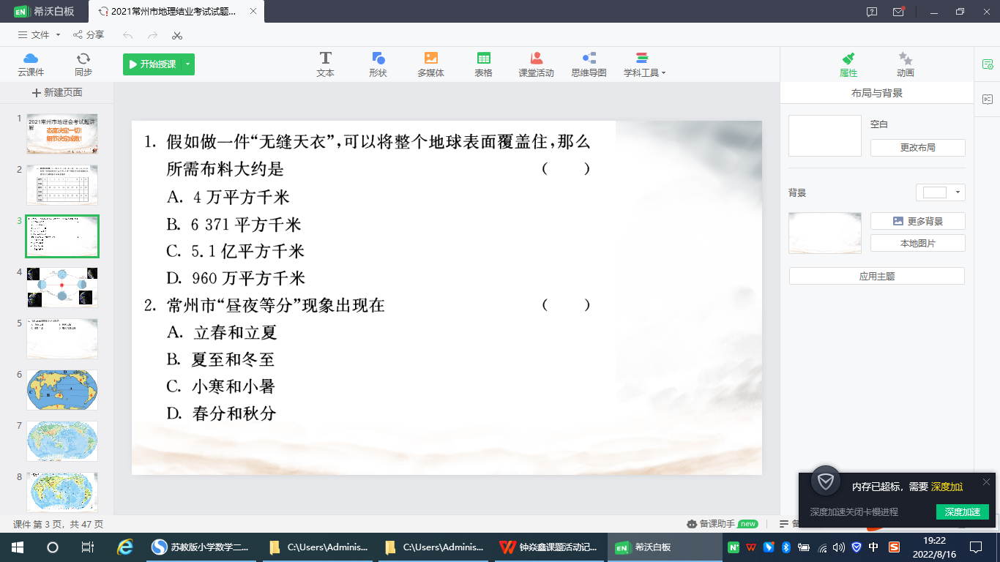 希沃白板
2021常州市地理结业考试试题...
文件
分享
云课件
同步
开始授课
文本
形状
多媒体
表格
课堂活动
思维导图
学科工具
属性
动画
新建页面
布局与背景
空白
更改布局
背景
更多背景
本地图片
应用主题
1
2021常州市地理会考试题讲解
态度决定一切!
细节决定成败!
2
3
4
5
6
7
8
1. 假如做一件“无缝天衣”,可以将整个地球表面覆盖住,那么
所需布料大约是 ( )
A. 4 万平方千米
B. 6 371 平方千米
C. 5.1 亿平方千米
D. 960 万平方千米
2. 常州市“昼夜等分”现象出现在 ( )
A. 立春和立夏
B. 夏至和冬至
C. 小寒和小暑
D. 春分和秋分
内存已超标，需要 深度加
深度加速关闭卡慢进程
深度加速
课件 第 3 页，共 47 页
备课助手 new
苏教版小学数学二...
C:\Users\Adminis...
C:\Users\Adminis...
钟焱鑫课题活动记...
希沃白板
中
19:22
2022/8/16